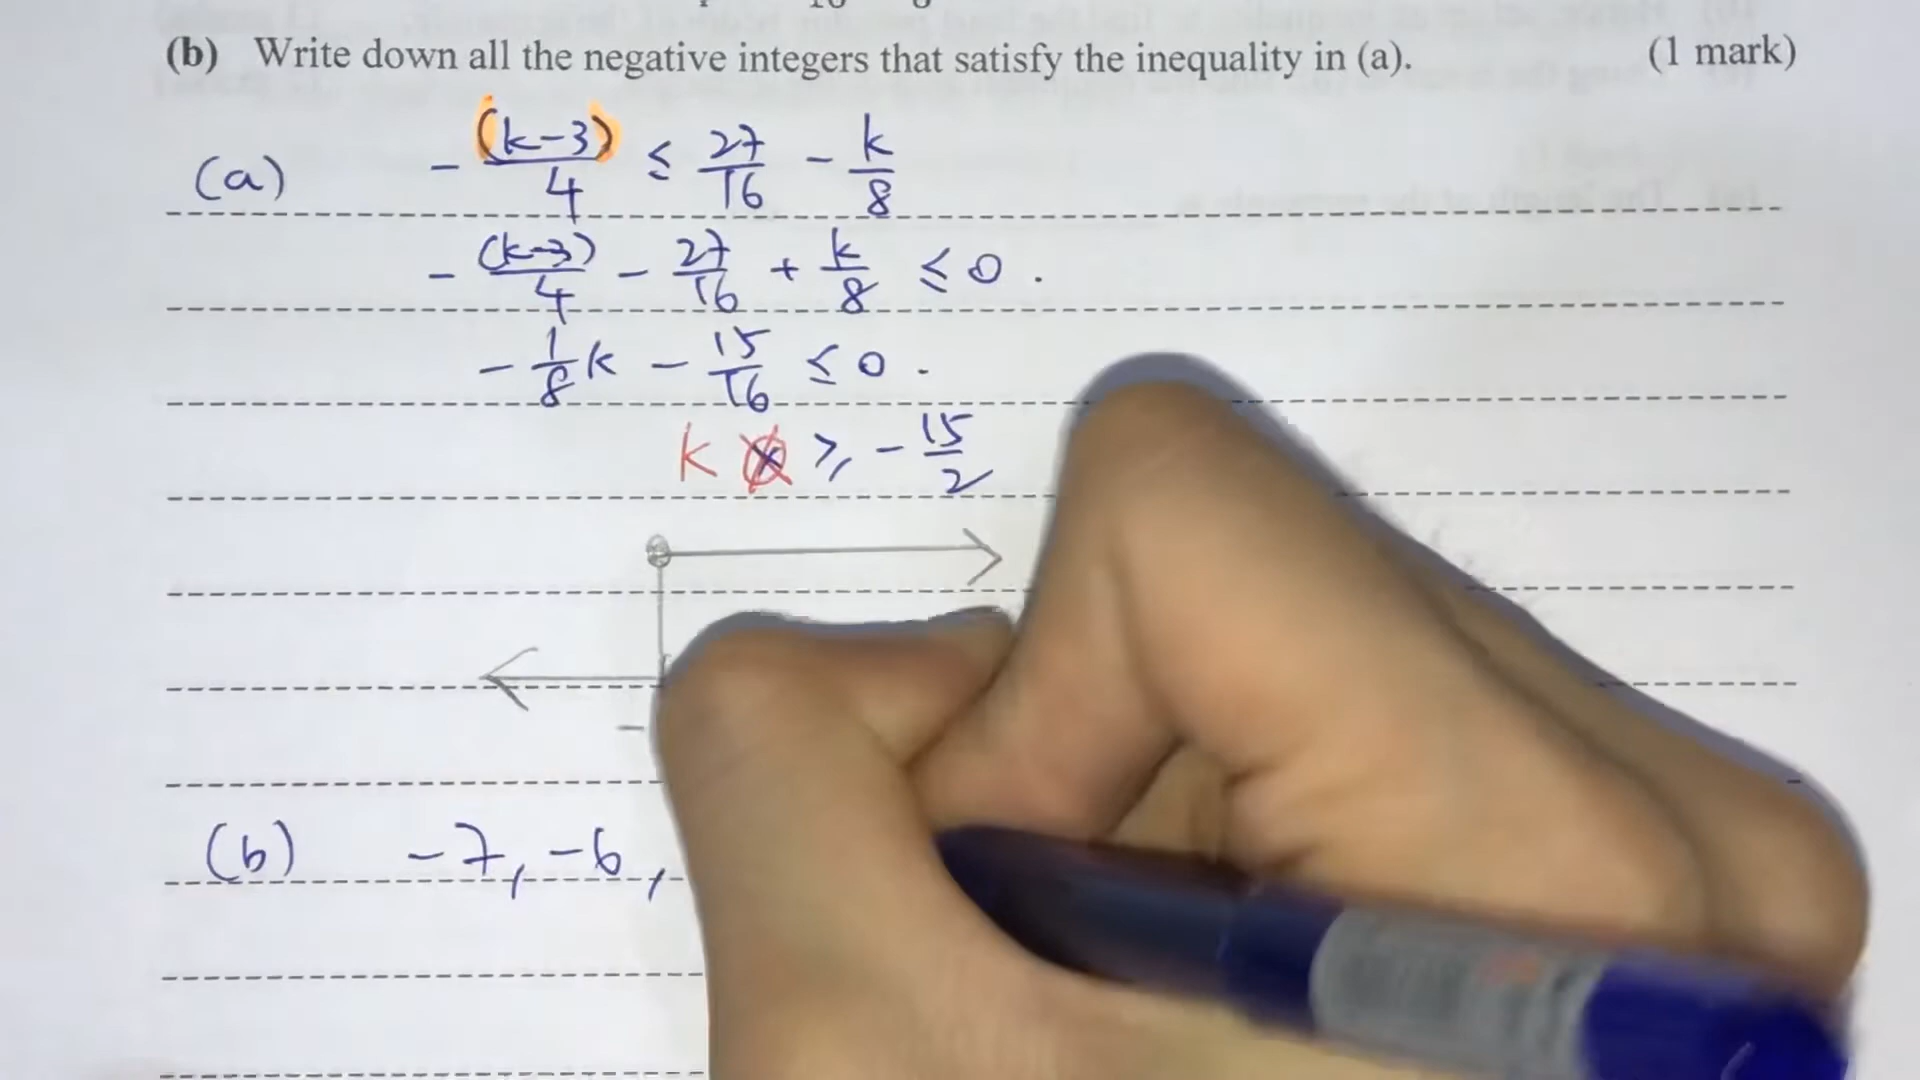 (b) Write down all the negative integers that satisfy the inequality in (a). (1 mark)
(a) -(k-3)/4 ≤ 27/16 - k/8
-(k-3)/4 - 27/16 + k/8 ≤ 0.
-1/8 k - 15/16 ≤ 0.
k ≥ -15/2
(b) -7, -6,